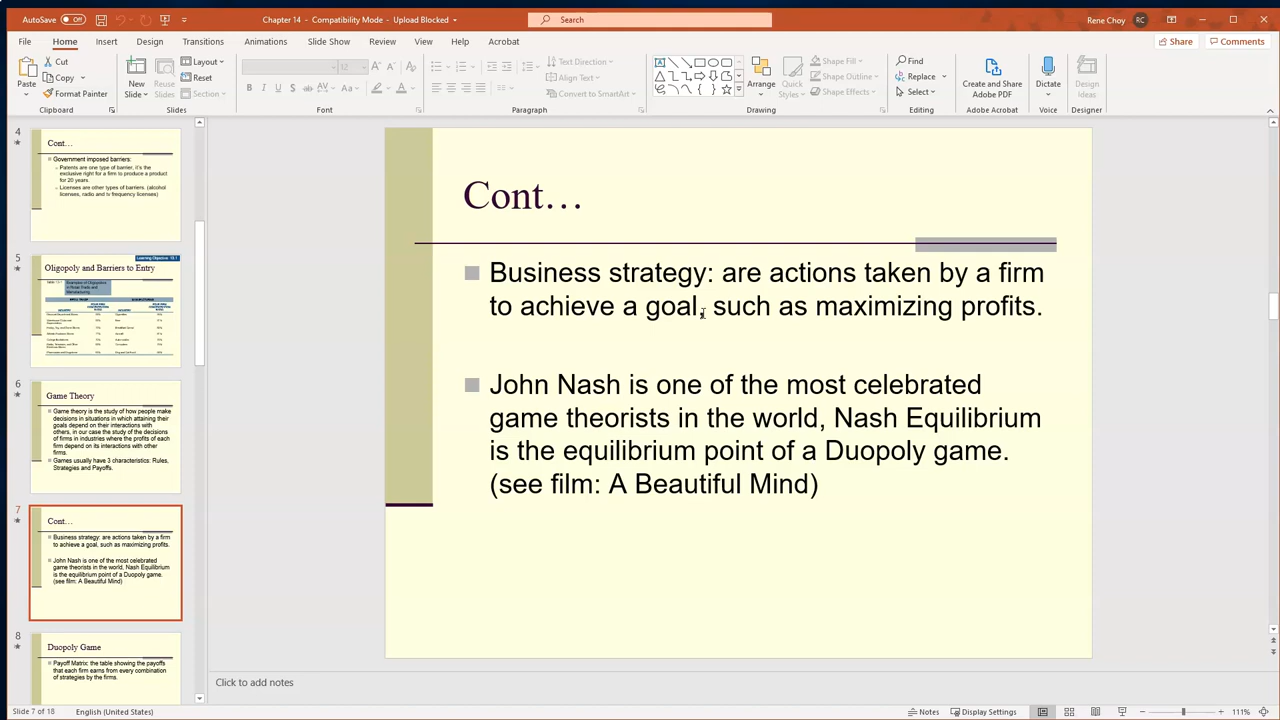 AutoSave Off Chapter 14 - Compatibility Mode - Upload Blocked Search Rene Choy RC
File Home Insert Design Transitions Animations Slide Show Review View Help Acrobat Share Comments
Paste Cut Copy Format Painter Clipboard
New Slide Reuse Slides Layout Reset Section Slides
12 Font
Text Direction Align Text Convert to SmartArt Paragraph
Arrange Quick Styles Shape Fill Shape Outline Shape Effects Drawing
Find Replace Select Editing
Create and Share Adobe PDF Adobe Acrobat
Dictate Voice
Design Ideas Designer
4
Cont…
Government imposed barriers:
Patents are one type of barrier, it's the
exclusive right for a firm to produce a product
for 20 years.
Licenses are other types of barriers. (alcohol
licenses, radio and tv frequency licenses)
5
Oligopoly and Barriers to Entry
6
Game Theory
Game theory is the study of how people make
decisions in situations in which attaining their
goals depend on their interactions with
others, in our case the study of the decisions
of firms in industries where the profits of each
firm depend on its interactions with other
firms.
Games usually have 3 characteristics: Rules,
Strategies and Payoffs.
7
Cont…
Business strategy: are actions taken by a firm
to achieve a goal, such as maximizing profits.
John Nash is one of the most celebrated
game theorists in the world, Nash Equilibrium
is the equilibrium point of a Duopoly game.
(see film: A Beautiful Mind)
8
Duopoly Game
Payoff Matrix: the table showing the payoffs
that each firm earns from every combination
of strategies by the firms.
Cont…
Business strategy: are actions taken by a firm
to achieve a goal, such as maximizing profits.
John Nash is one of the most celebrated
game theorists in the world, Nash Equilibrium
is the equilibrium point of a Duopoly game.
(see film: A Beautiful Mind)
Click to add notes
Slide 7 of 18 English (United States) Notes Display Settings 111%